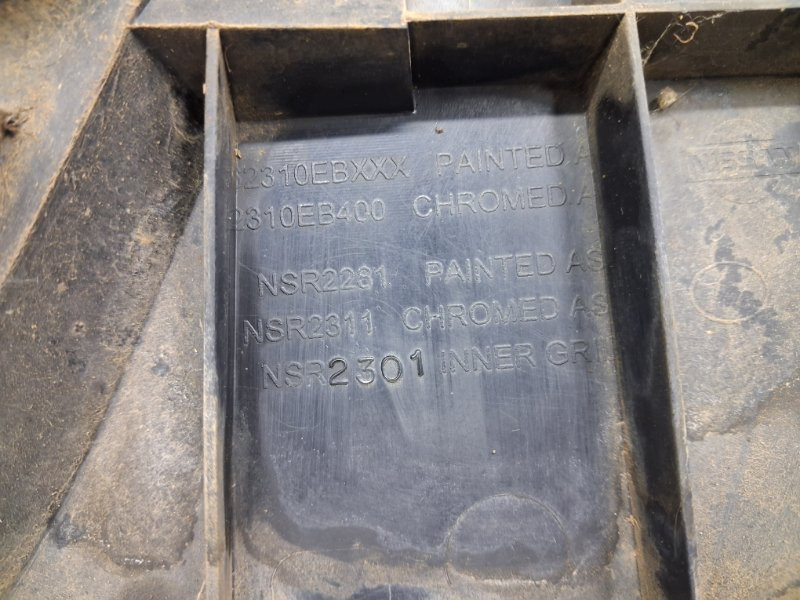 2310EBXXX PAINTED A
2310EB400 CHROMED A
NSR2281 PAINTED AS
NSR2311 CHROMED AS
NSR2301 INNER GRI